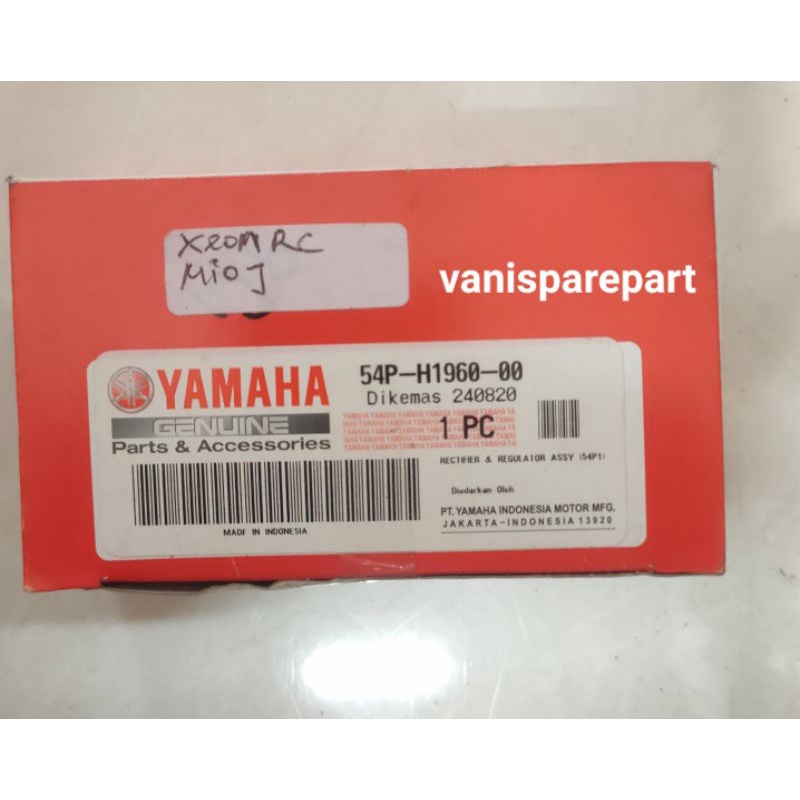 XeOM RC
MiO J
vanisparepart
YAMAHA
GENUINE
Parts & Accessories
54P-H1960-00
Dikemas 240820
1 PC
RECTIFIER & REGULATOR ASSY (54P1)
Diedarkan Oleh
PT. YAMAHA INDONESIA MOTOR MFG.
JAKARTA-INDONESIA 13920
MADE IN INDONESIA